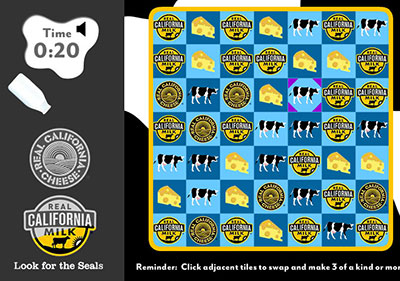 Time
0:20
REAL CALIFORNIA
CHEESE
REAL
CALIFORNIA
MILK
Look for the Seals
Reminder: Click adjacent tiles to swap and make 3 of a kind or mor